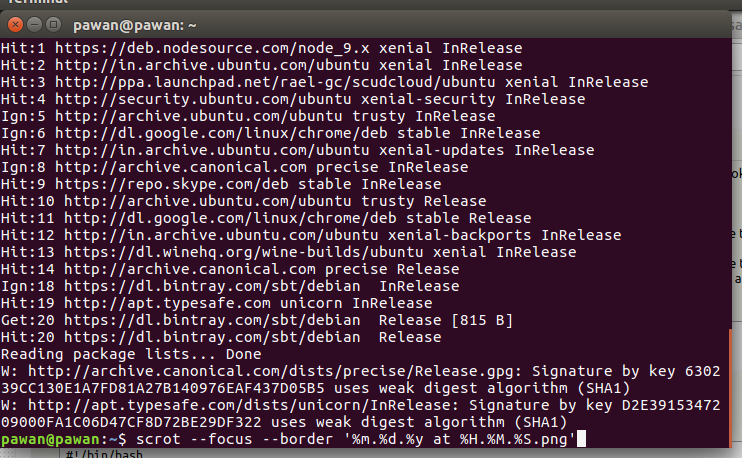 Terminal
pawan@pawan: ~
Hit:1 https://deb.nodesource.com/node_9.x xenial InRelease
Hit:2 http://in.archive.ubuntu.com/ubuntu xenial InRelease
Hit:3 http://ppa.launchpad.net/rael-gc/scudcloud/ubuntu xenial InRelease
Hit:4 http://security.ubuntu.com/ubuntu xenial-security InRelease
Ign:5 http://archive.ubuntu.com/ubuntu trusty InRelease
Ign:6 http://dl.google.com/linux/chrome/deb stable InRelease
Hit:7 http://in.archive.ubuntu.com/ubuntu xenial-updates InRelease
Ign:8 http://archive.canonical.com precise InRelease
Hit:9 https://repo.skype.com/deb stable InRelease
Hit:10 http://archive.ubuntu.com/ubuntu trusty Release
Hit:11 http://dl.google.com/linux/chrome/deb stable Release
Hit:12 http://in.archive.ubuntu.com/ubuntu xenial-backports InRelease
Hit:13 https://dl.winehq.org/wine-builds/ubuntu xenial InRelease
Hit:14 http://archive.canonical.com precise Release
Ign:18 https://dl.bintray.com/sbt/debian  InRelease
Hit:19 http://apt.typesafe.com unicorn InRelease
Get:20 https://dl.bintray.com/sbt/debian  Release [815 B]
Hit:20 https://dl.bintray.com/sbt/debian  Release
Reading package lists... Done
W: http://archive.canonical.com/dists/precise/Release.gpg: Signature by key 6302
39CC130E1A7FD81A27B140976EAF437D05B5 uses weak digest algorithm (SHA1)
W: http://apt.typesafe.com/dists/unicorn/InRelease: Signature by key D2E39153472
09000FA1C06D47CF8D72BE29DF322 uses weak digest algorithm (SHA1)
pawan@pawan:~$ scrot --focus --border '%m.%d.%y at %H.%M.%S.png'
#!/bin/bash